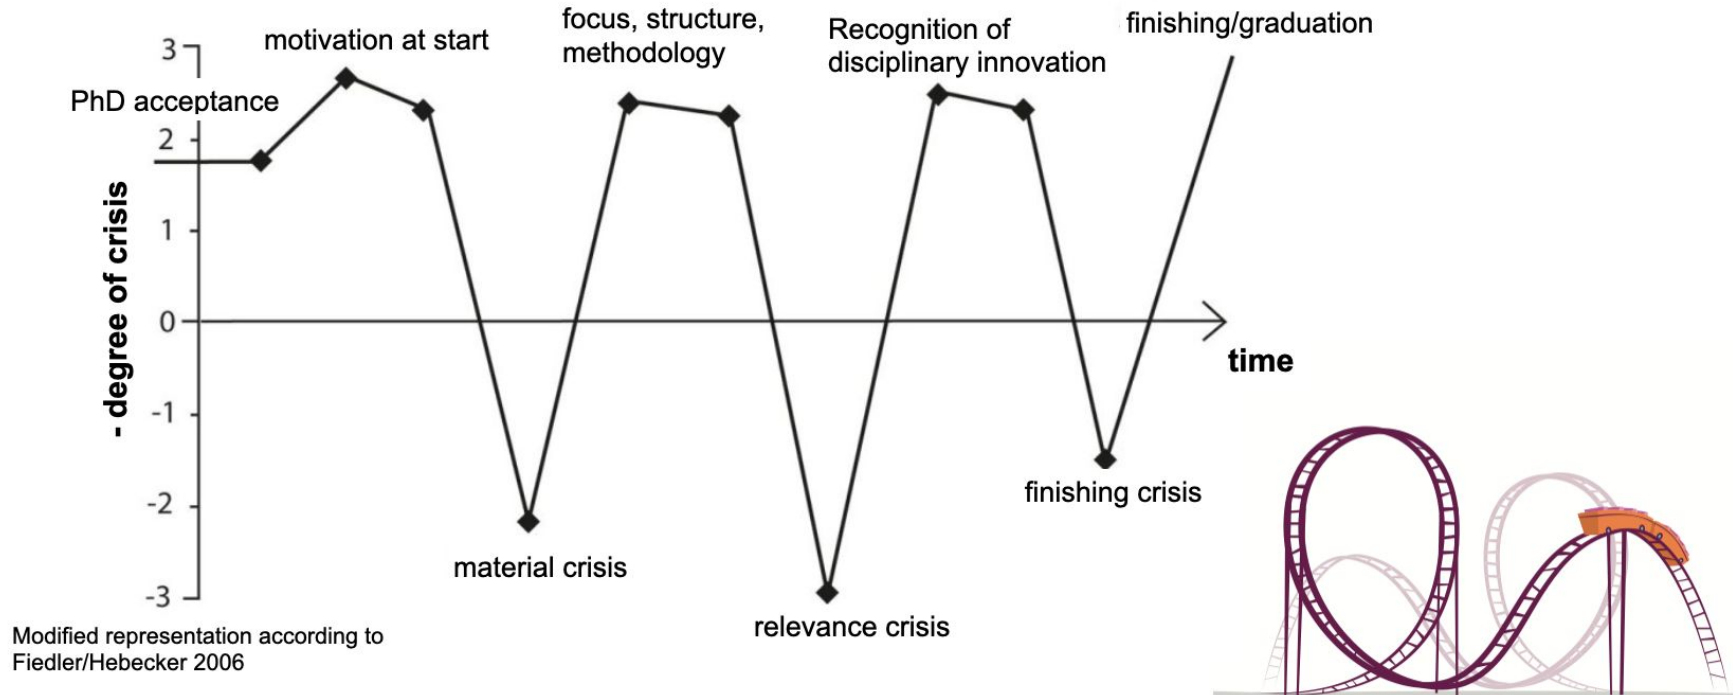 motivation at start
focus, structure,
methodology
Recognition of
disciplinary innovation
finishing/graduation
3
PhD acceptance
2
1
0
-1
-2
-3
- degree of crisis
time
material crisis
relevance crisis
finishing crisis
Modified representation according to
Fiedler/Hebecker 2006